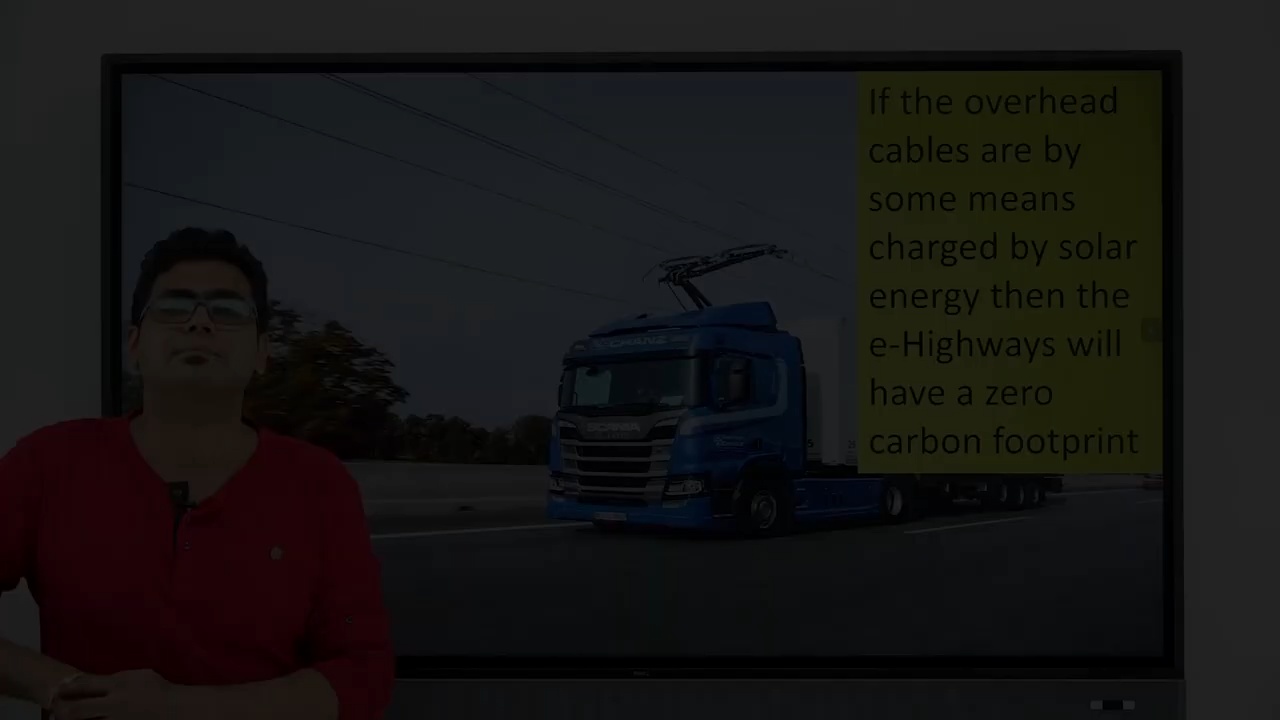 If the overhead
cables are by
some means
charged by solar
energy then the
e-Highways will
have a zero
carbon footprint
SCANIA